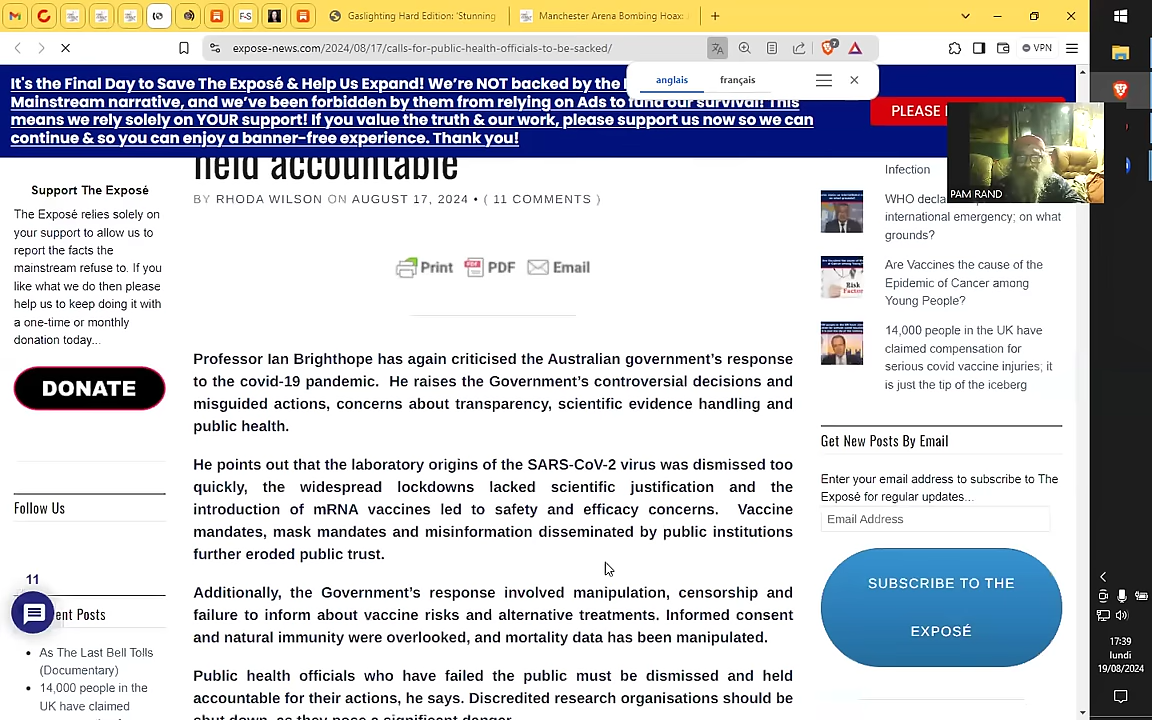 Gaslighting Hard Edition: 'Stunning
Manchester Arena Bombing Hoax:
expose-news.com/2024/08/17/calls-for-public-health-officials-to-be-sacked/
VPN
anglais
français
It's the Final Day to Save The Exposé & Help Us Expand! We're NOT backed by the
Mainstream narrative, and we've been forbidden by them from relying on Ads to fund our survival! This
means we rely solely on YOUR support! If you value the truth & our work, please support us now so we can
continue & so you can enjoy a banner-free experience. Thank you!
PLEASE
PAM RAND
held accountable
BY RHODA WILSON ON AUGUST 17, 2024 • ( 11 COMMENTS )
Print PDF Email
Professor Ian Brighthope has again criticised the Australian government's response
to the covid-19 pandemic. He raises the Government's controversial decisions and
misguided actions, concerns about transparency, scientific evidence handling and
public health.
He points out that the laboratory origins of the SARS-CoV-2 virus was dismissed too
quickly, the widespread lockdowns lacked scientific justification and the
introduction of mRNA vaccines led to safety and efficacy concerns. Vaccine
mandates, mask mandates and misinformation disseminated by public institutions
further eroded public trust.
Additionally, the Government's response involved manipulation, censorship and
failure to inform about vaccine risks and alternative treatments. Informed consent
and natural immunity were overlooked, and mortality data has been manipulated.
Public health officials who have failed the public must be dismissed and held
accountable for their actions, he says. Discredited research organisations should be
shut down, as they pose a significant danger.
Support The Exposé
The Exposé relies solely on
your support to allow us to
report the facts the
mainstream refuse to. If you
like what we do then please
help us to keep doing it with
a one-time or monthly
donation today...
DONATE
Follow Us
11
ent Posts
As The Last Bell Tolls
(Documentary)
14,000 people in the
UK have claimed
Infection
WHO decla
international emergency; on what
grounds?
Are Vaccines the cause of the
Epidemic of Cancer among
Young People?
14,000 people in the UK have
claimed compensation for
serious covid vaccine injuries; it
is just the tip of the iceberg
Get New Posts By Email
Enter your email address to subscribe to The
Exposé for regular updates...
Email Address
SUBSCRIBE TO THE
EXPOSÉ
17:39
lundi
19/08/2024